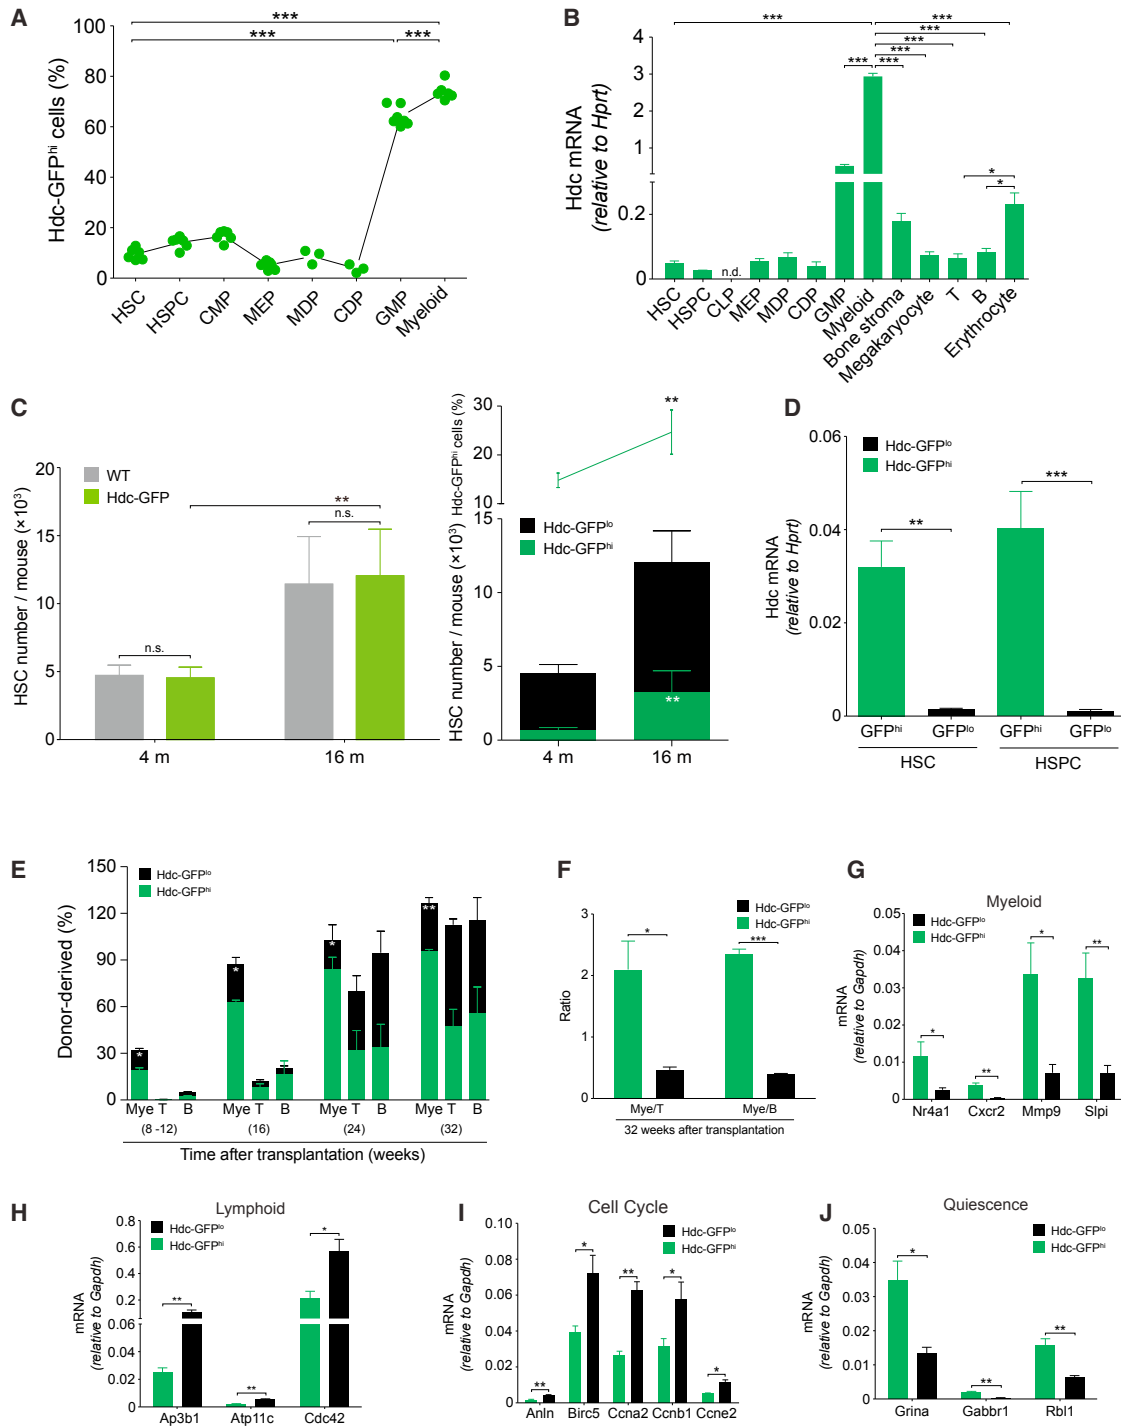 A
Hdc-GFPhi cells (%)
100
80
60
40
20
0
***
***
***
HSC
HSPC
CMP
MEP
MDP
CDP
GMP
Myeloid
B
Hdc mRNA
(relative to Hprt)
4
3
2
1
0.2
0
***
***
***
***
***
***
***
*
*
n.d.
HSC
HSPC
CLP
MEP
MDP
CDP
GMP
Myeloid
Bone stroma
Megakaryocyte
T
B
Erythrocyte
C
HSC number / mouse (×10³)
20
15
10
5
0
WT
Hdc-GFP
n.s.
**
n.s.
4 m
16 m
Hdc-GFPhi cells (%)
30
20
10
**
HSC number / mouse (×10³)
15
10
5
0
Hdc-GFPlo
Hdc-GFPhi
**
4 m
16 m
D
Hdc mRNA
(relative to Hprt)
0.06
0.04
0.02
0
Hdc-GFPlo
Hdc-GFPhi
**
***
GFPhi GFPlo GFPhi GFPlo
HSC
HSPC
E
Donor-derived (%)
150
120
90
60
30
0
Hdc-GFPlo
Hdc-GFPhi
*
*
*
**
Mye T B Mye T B Mye T B Mye T B
(8 -12) (16) (24) (32)
Time after transplantation (weeks)
F
Ratio
3
2
1
0
Hdc-GFPlo
Hdc-GFPhi
*
***
Mye/T Mye/B
32 weeks after transplantation
G
Myeloid
mRNA
(relative to Gapdh)
0.05
0.04
0.03
0.02
0.01
0
Hdc-GFPlo
Hdc-GFPhi
*
**
*
**
Nr4a1 Cxcr2 Mmp9 Slpi
H
Lymphoid
mRNA
(relative to Gapdh)
0.8
0.6
0.4
0.2
0.06
0.04
0.02
0
Hdc-GFPlo
Hdc-GFPhi
**
**
*
Ap3b1 Atp11c Cdc42
I
Cell Cycle
mRNA
(relative to Gapdh)
0.10
0.08
0.06
0.04
0.02
0
Hdc-GFPlo
Hdc-GFPhi
**
*
**
*
*
Anln Birc5 Ccna2 Ccnb1 Ccne2
J
Quiescence
mRNA
(relative to Gapdh)
0.05
0.04
0.03
0.02
0.01
0
Hdc-GFPlo
Hdc-GFPhi
*
**
**
Grina Gabbr1 Rbl1